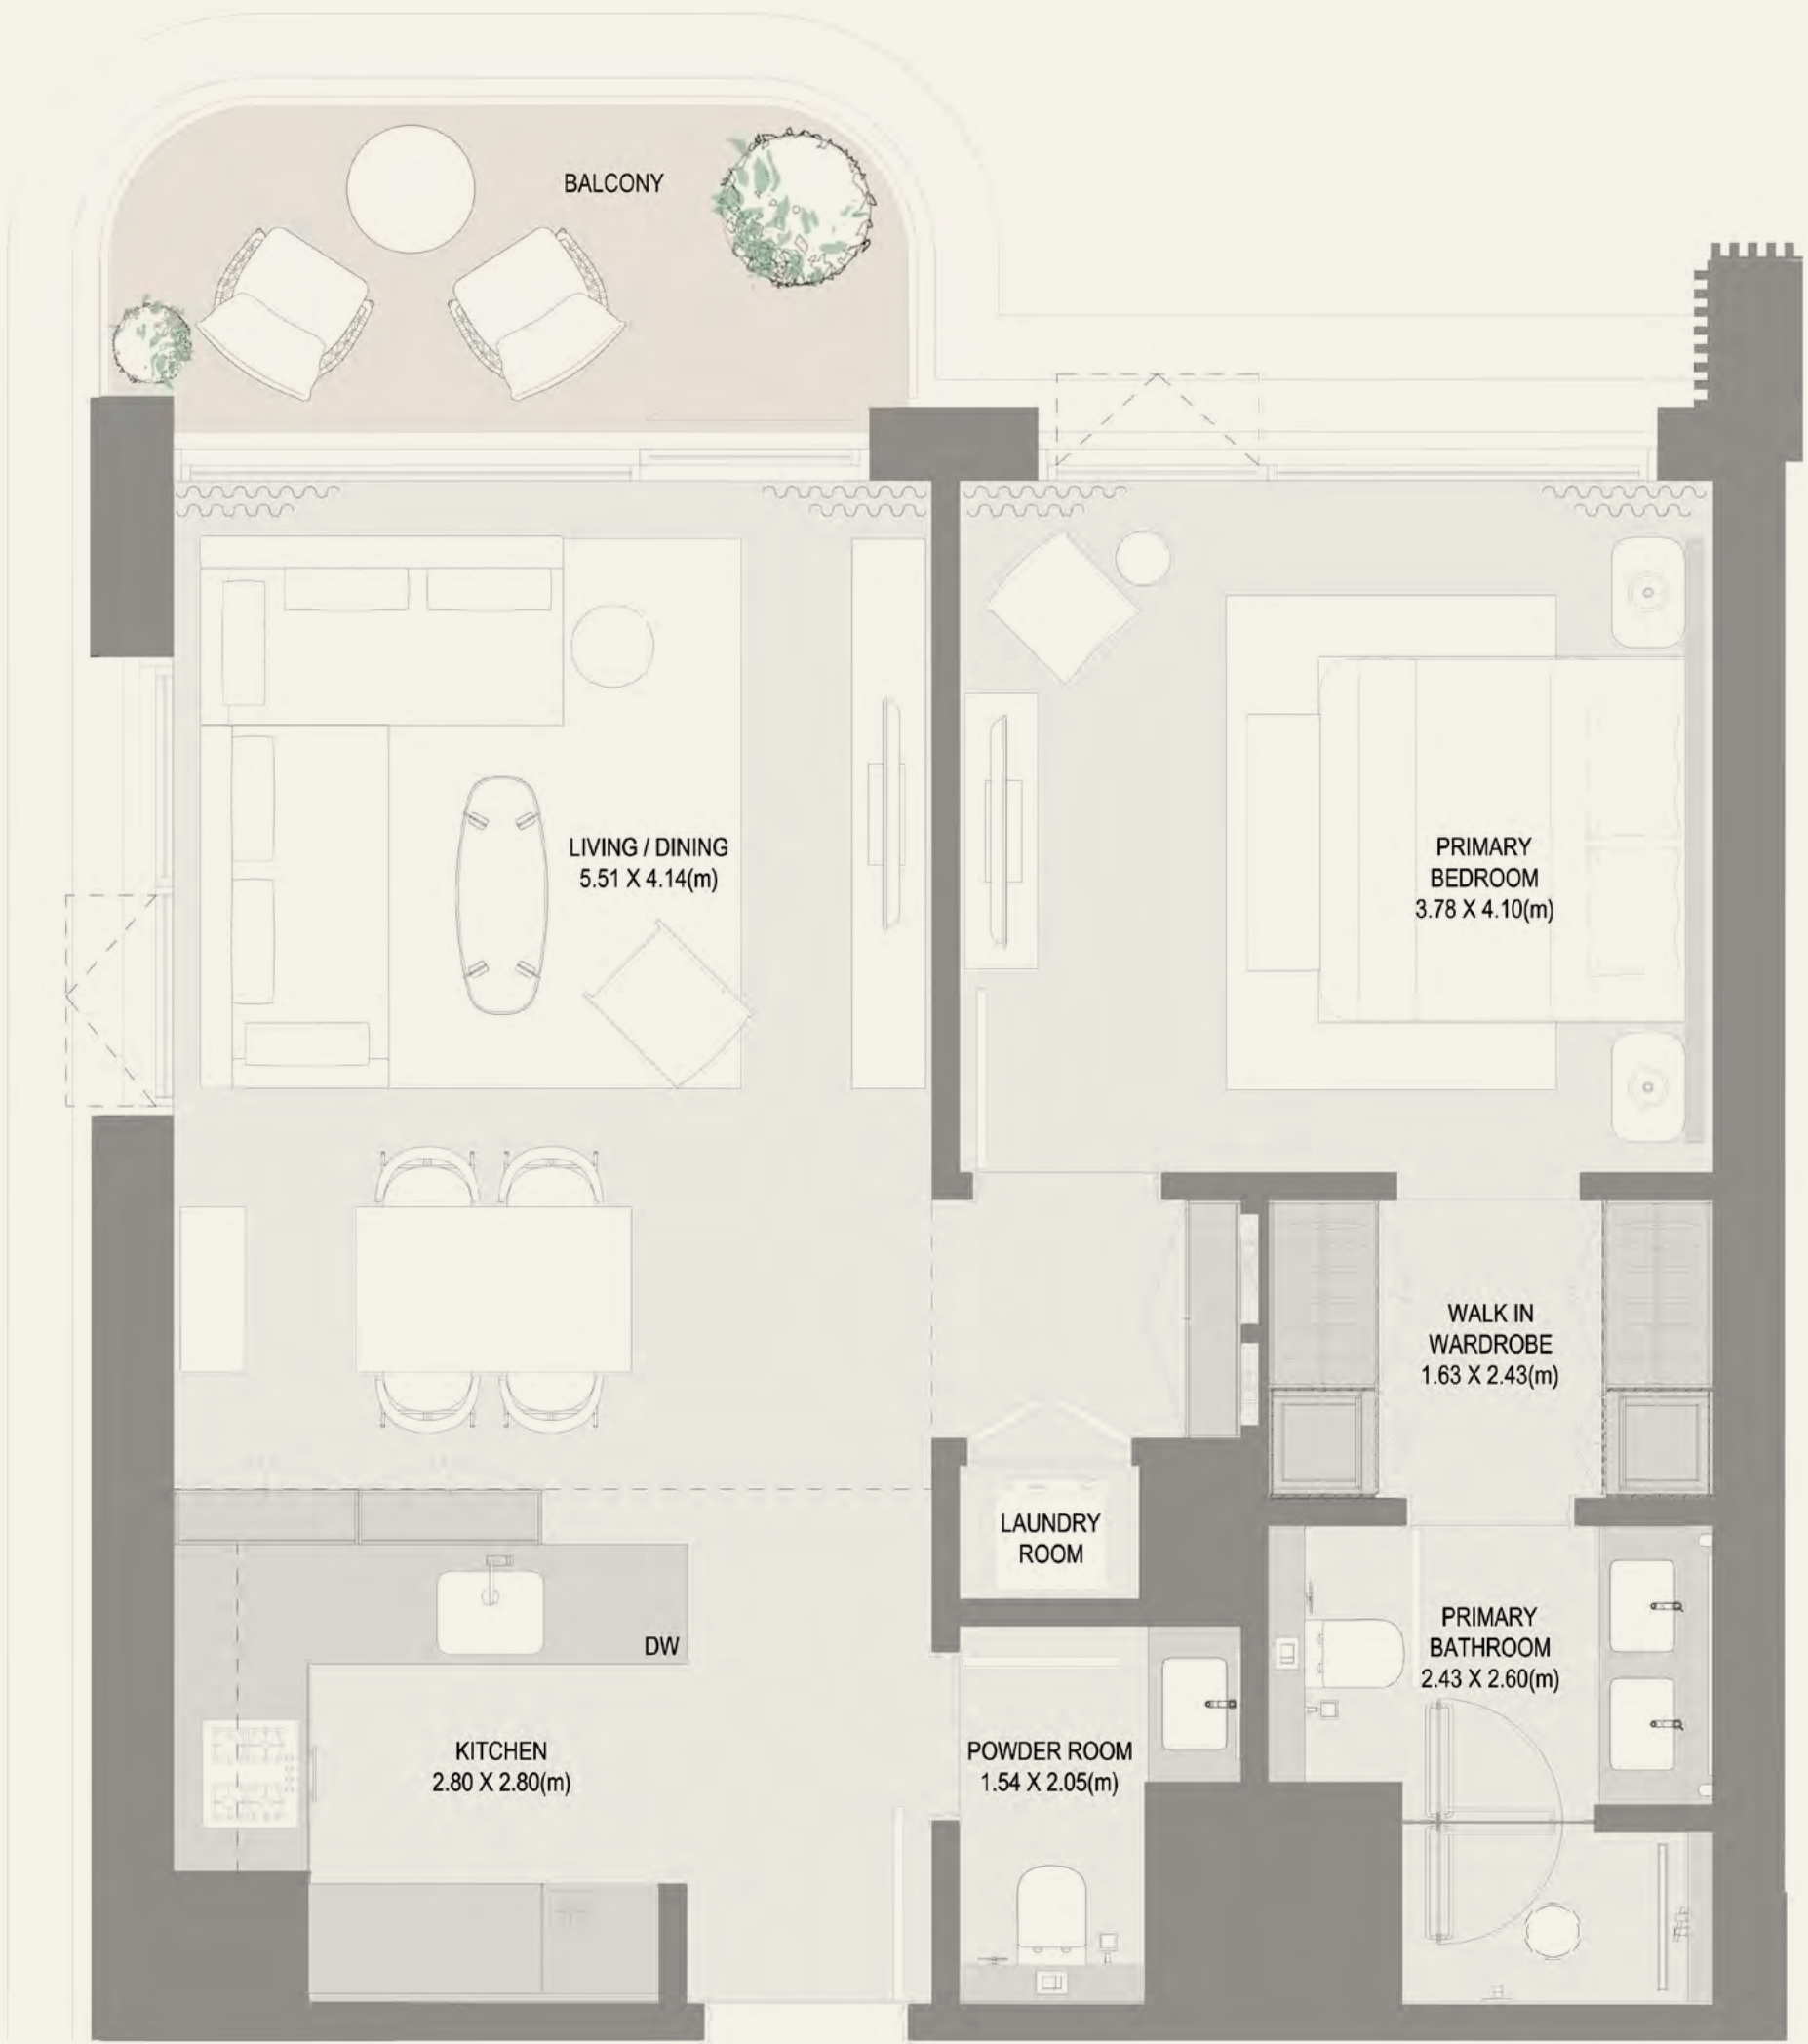 BALCONY
LIVING / DINING
5.51 X 4.14(m)
PRIMARY
BEDROOM
3.78 X 4.10(m)
WALK IN
WARDROBE
1.63 X 2.43(m)
LAUNDRY
ROOM
DW
PRIMARY
BATHROOM
2.43 X 2.60(m)
KITCHEN
2.80 X 2.80(m)
POWDER ROOM
1.54 X 2.05(m)